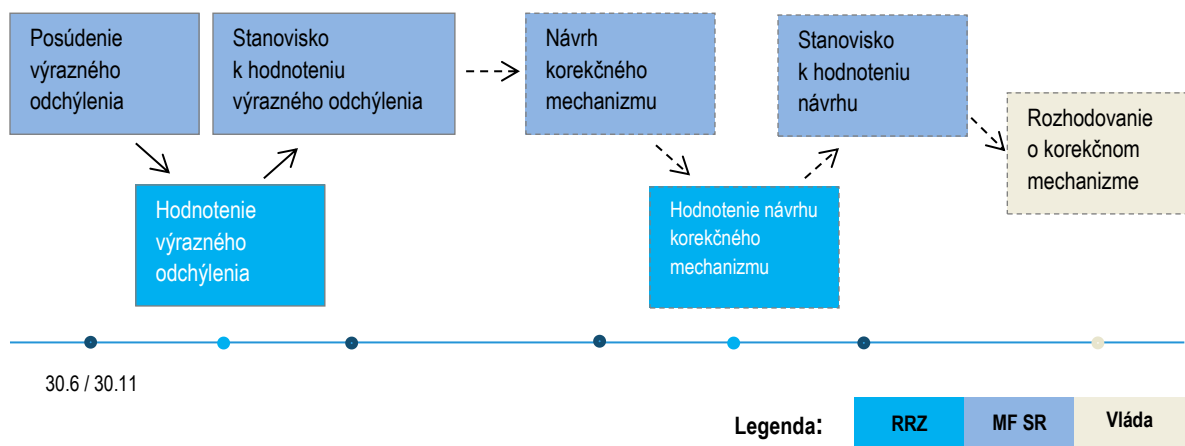 Posúdenie
výrazného
odchýlenia
Stanovisko
k hodnoteniu
výrazného odchýlenia
Návrh
korekčného
mechanizmu
Stanovisko
k hodnoteniu
návrhu
Rozhodovanie
o korekčnom
mechanizme
Hodnotenie
výrazného
odchýlenia
Hodnotenie návrhu
korekčného
mechanizmu
30.6 / 30.11
Legenda:
RRZ
MF SR
Vláda